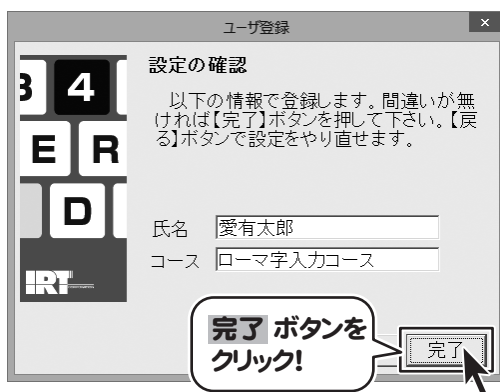 ユーザ登録
×
3 4
E R
D
IRT
設定の確認
以下の情報で登録します。間違いが無
ければ【完了】ボタンを押して下さい。【戻
る】ボタンで設定をやり直せます。
氏名 愛有太郎
コース ローマ字入力コース
完了 ボタンを
クリック!
完了